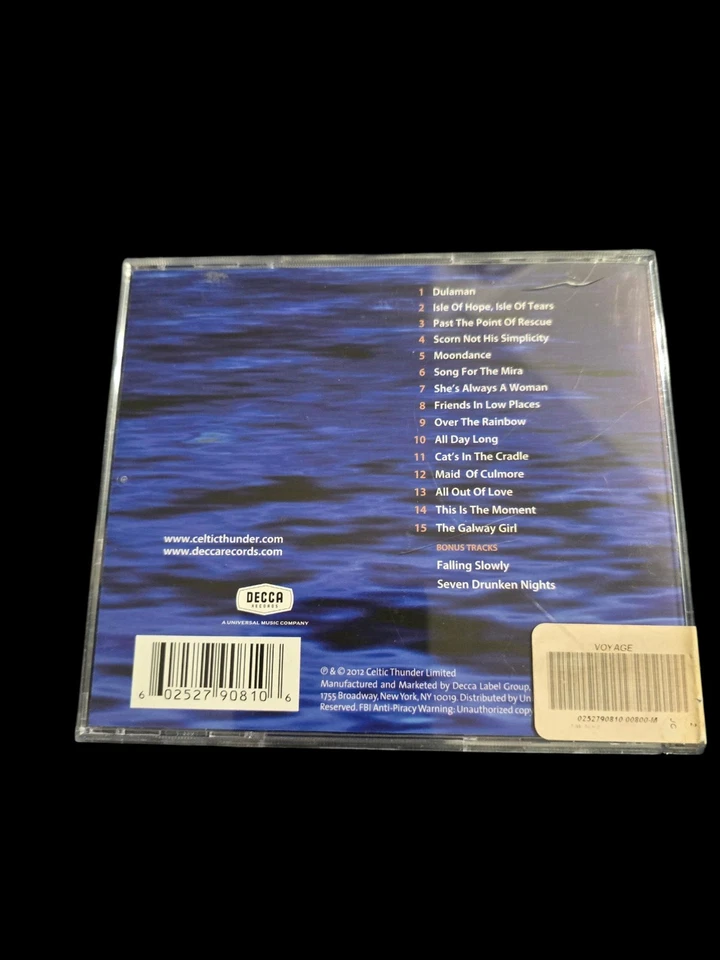 1 Dulaman
2 Isle Of Hope, Isle Of Tears
3 Past The Point Of Rescue
4 Scorn Not His Simplicity
5 Moondance
6 Song For The Mira
7 She's Always A Woman
8 Friends In Low Places
9 Over The Rainbow
10 All Day Long
11 Cat's In The Cradle
12 Maid Of Culmore
13 All Out Of Love
14 This Is The Moment
15 The Galway Girl
BONUS TRACKS
Falling Slowly
Seven Drunken Nights
www.celticthunder.com
www.deccarecords.com
DECCA
RECORDS
A UNIVERSAL MUSIC COMPANY
6 02527 90810 6
℗ & © 2012 Celtic Thunder Limited
Manufactured and Marketed by Decca Label Group,
1755 Broadway, New York, NY 10019. Distributed by Un
Reserved. FBI Anti-Piracy Warning: Unauthorized copy
VOYAGE
0252790810 00800-M